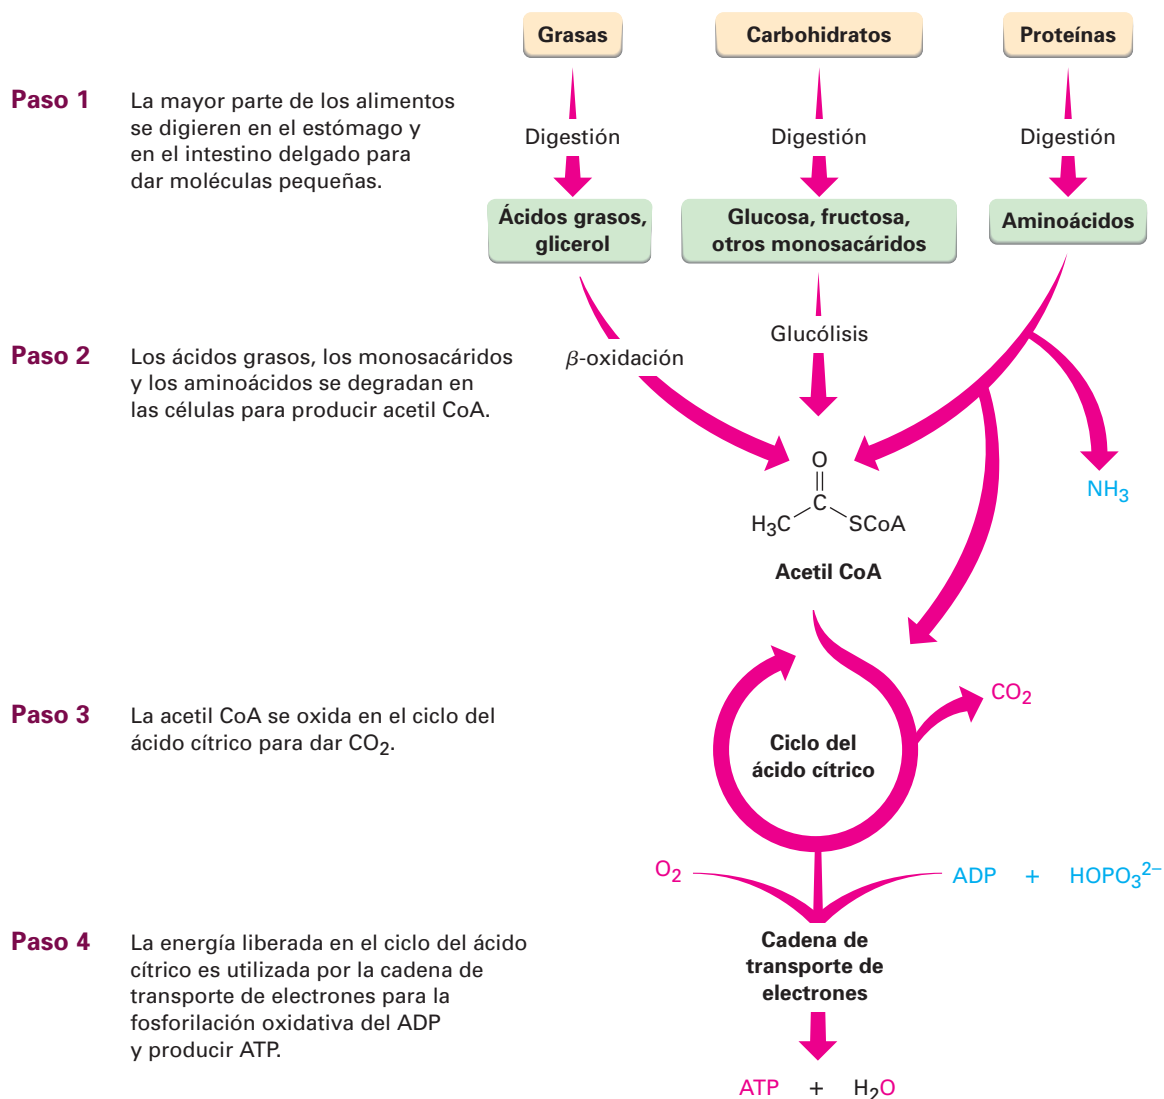 Grasas
Carbohidratos
Proteínas
Paso 1
La mayor parte de los alimentos
se digieren en el estómago y
en el intestino delgado para
dar moléculas pequeñas.
Digestión
Digestión
Digestión
Ácidos grasos,
glicerol
Glucosa, fructosa,
otros monosacáridos
Aminoácidos
Paso 2
Los ácidos grasos, los monosacáridos
y los aminoácidos se degradan en
las células para producir acetil CoA.
β-oxidación
Glucólisis
NH₃
O
C
H₃C
SCoA
Acetil CoA
Paso 3
La acetil CoA se oxida en el ciclo del
ácido cítrico para dar CO₂.
Ciclo del
ácido cítrico
CO₂
O₂
ADP + HOPO₃²⁻
Paso 4
La energía liberada en el ciclo del ácido
cítrico es utilizada por la cadena de
transporte de electrones para la
fosforilación oxidativa del ADP
y producir ATP.
Cadena de
transporte de
electrones
ATP + H₂O